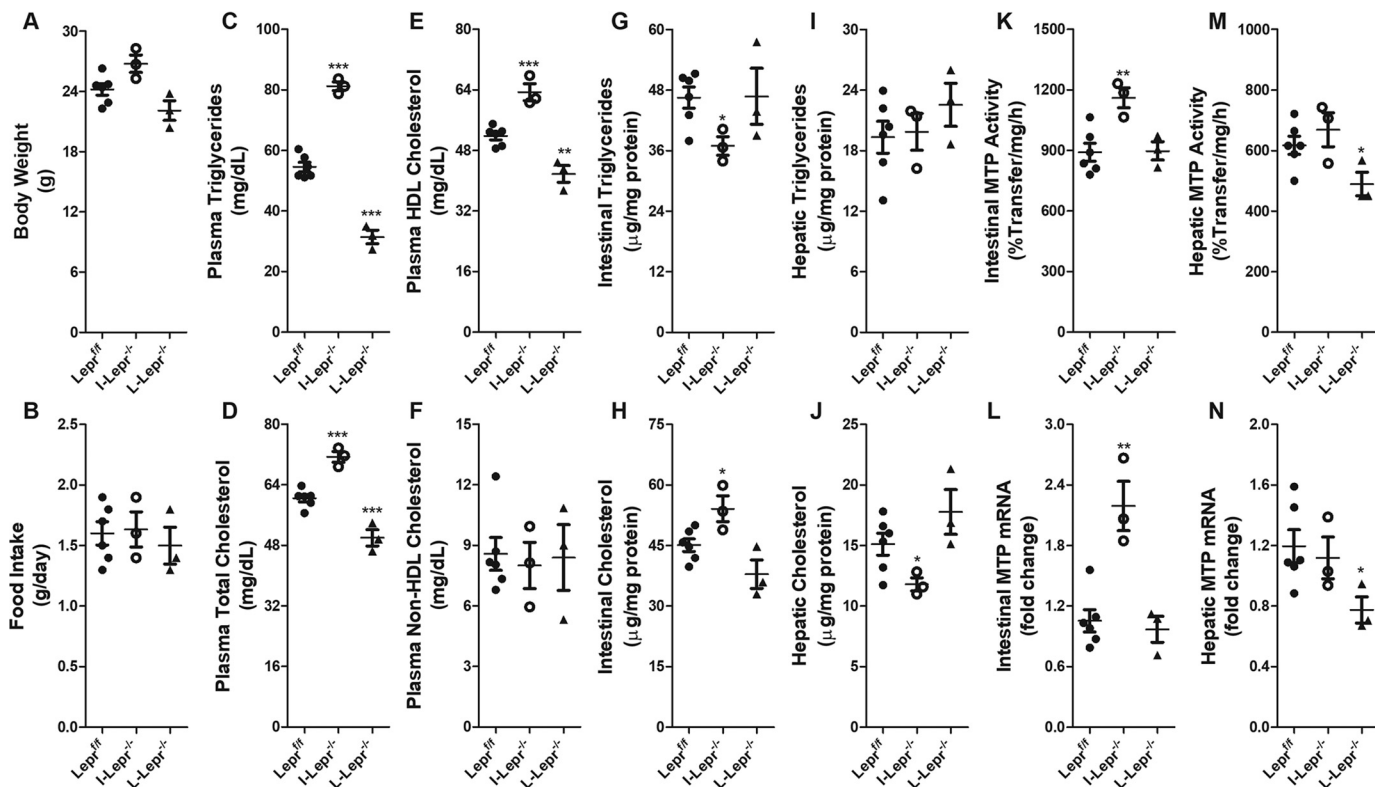 A
Body Weight
(g)
30
24
18
12
6
0
Lepr^f/f
I-Lepr^-/-
L-Lepr^-/-
C
Plasma Triglycerides
(mg/dL)
100
80
60
40
20
0
***
***
Lepr^f/f
I-Lepr^-/-
L-Lepr^-/-
E
Plasma HDL Cholesterol
(mg/dL)
80
64
48
32
16
0
***
**
Lepr^f/f
I-Lepr^-/-
L-Lepr^-/-
G
Intestinal Triglycerides
(μg/mg protein)
60
48
36
24
12
0
*
Lepr^f/f
I-Lepr^-/-
L-Lepr^-/-
I
Hepatic Triglycerides
(μg/mg protein)
30
24
18
12
6
0
Lepr^f/f
I-Lepr^-/-
L-Lepr^-/-
K
Intestinal MTP Activity
(%Transfer/mg/h)
1500
1200
900
600
300
0
**
Lepr^f/f
I-Lepr^-/-
L-Lepr^-/-
M
Hepatic MTP Activity
(%Transfer/mg/h)
1000
800
600
400
200
0
*
Lepr^f/f
I-Lepr^-/-
L-Lepr^-/-
B
Food Intake
(g/day)
2.5
2.0
1.5
1.0
0.5
0.0
Lepr^f/f
I-Lepr^-/-
L-Lepr^-/-
D
Plasma Total Cholesterol
(mg/dL)
80
64
48
32
16
0
***
***
Lepr^f/f
I-Lepr^-/-
L-Lepr^-/-
F
Plasma Non-HDL Cholesterol
(mg/dL)
15
12
9
6
3
0
Lepr^f/f
I-Lepr^-/-
L-Lepr^-/-
H
Intestinal Cholesterol
(μg/mg protein)
75
60
45
30
15
0
*
Lepr^f/f
I-Lepr^-/-
L-Lepr^-/-
J
Hepatic Cholesterol
(μg/mg protein)
25
20
15
10
5
0
*
Lepr^f/f
I-Lepr^-/-
L-Lepr^-/-
L
Intestinal MTP mRNA
(fold change)
3.0
2.4
1.8
1.2
0.6
0.0
**
Lepr^f/f
I-Lepr^-/-
L-Lepr^-/-
N
Hepatic MTP mRNA
(fold change)
2.0
1.6
1.2
0.8
0.4
0.0
*
Lepr^f/f
I-Lepr^-/-
L-Lepr^-/-